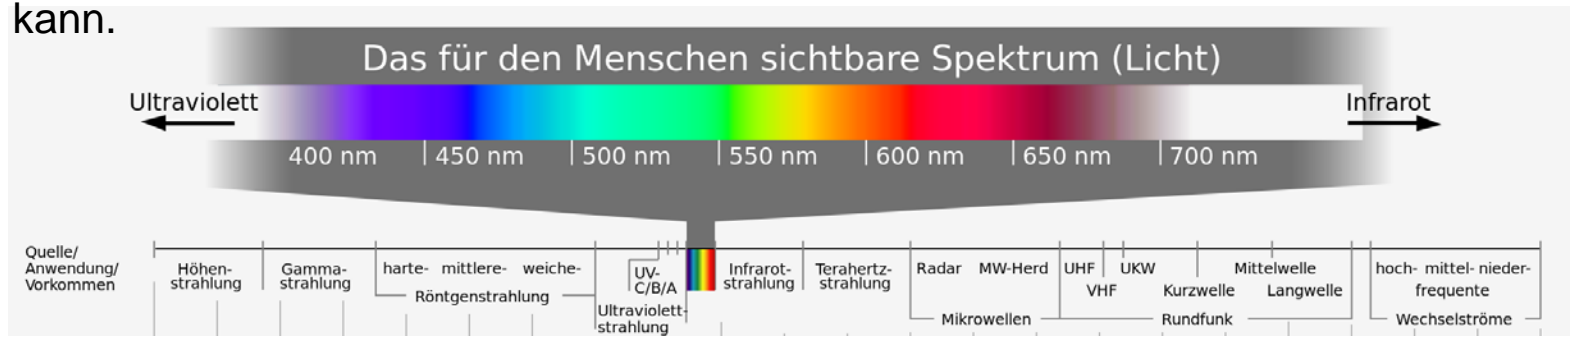 kann.
Das für den Menschen sichtbare Spektrum (Licht)
Ultraviolett
Infrarot
400 nm
450 nm
500 nm
550 nm
600 nm
650 nm
700 nm
Quelle/
Anwendung/
Vorkommen
Höhen-
strahlung
Gamma-
strahlung
harte- mittlere- weiche-
Röntgenstrahlung
UV-
C/B/A
Ultraviolett-
strahlung
Infrarot-
strahlung
Terahertz-
strahlung
Radar MW-Herd
Mikrowellen
UHF
VHF
UKW
Kurzwelle
Mittelwelle
Langwelle
Rundfunk
hoch- mittel- nieder-
frequente
Wechselströme